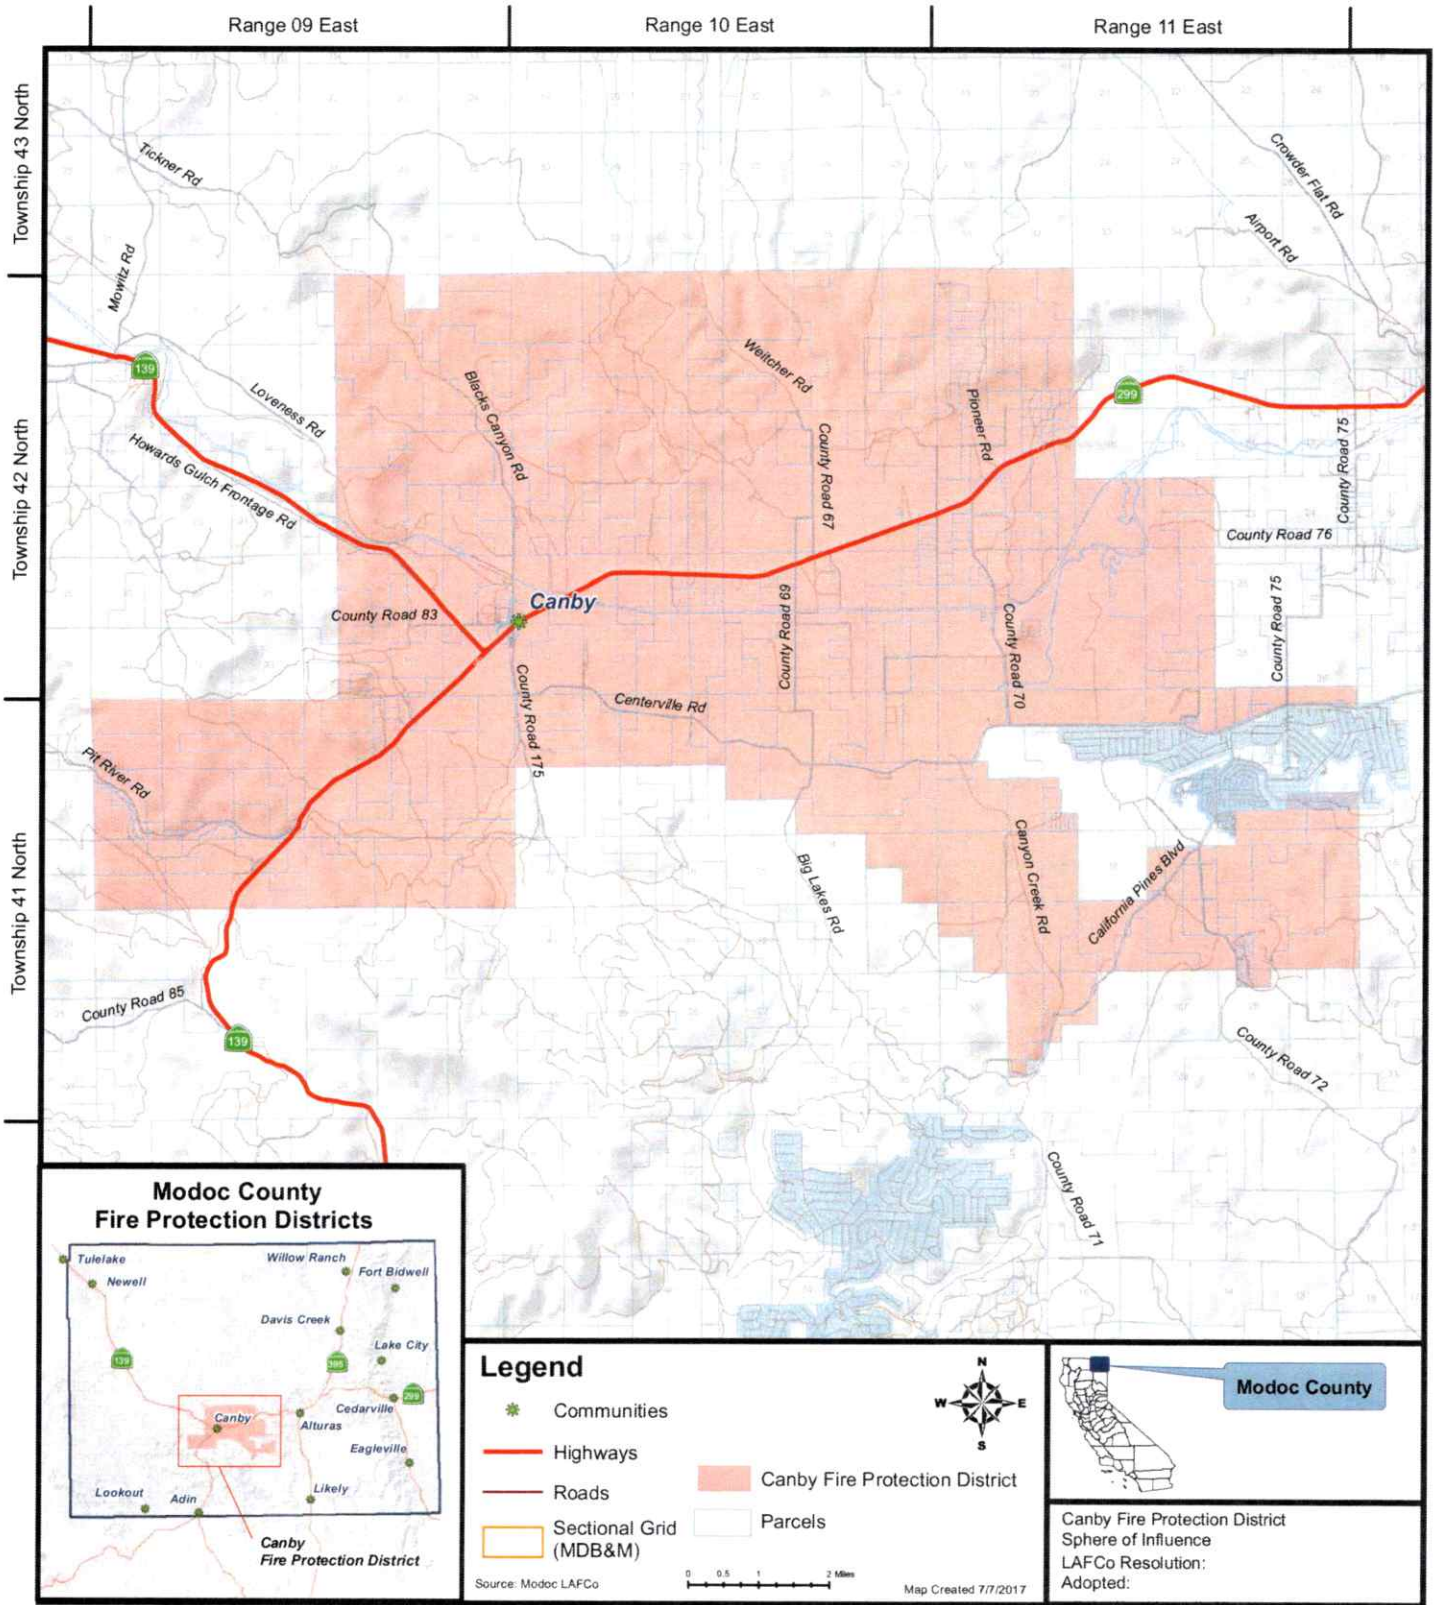 Range 09 East
Range 10 East
Range 11 East
Township 43 North
Township 42 North
Township 41 North
Tickner Rd
Mowitz Rd
Crowder Flat Rd
Airport Rd
139
Loveness Rd
Howards Gulch Frontage Rd
Blacks Canyon Rd
Weitcher Rd
County Road 67
Pioneer Rd
299
County Road 75
County Road 76
County Road 75
Canby
County Road 83
County Road 69
County Road 70
County Road 175
Centerville Rd
Pit River Rd
Big Lakes Rd
Canyon Creek Rd
California Pines Blvd
County Road 85
139
County Road 72
County Road 71
Modoc County
Fire Protection Districts
Tulelake
Newell
Willow Ranch
Fort Bidwell
Davis Creek
Lake City
139
395
299
Cedarville
Canby
Alturas
Eagleville
Lookout
Adin
Likely
Canby
Fire Protection District
Legend
Communities
Highways
Roads
Sectional Grid
(MDB&M)
Canby Fire Protection District
Parcels
N
W
E
S
Source: Modoc LAFCo
0 0.5 1 2 Miles
Map Created 7/7/2017
Modoc County
Canby Fire Protection District
Sphere of Influence
LAFCo Resolution:
Adopted: